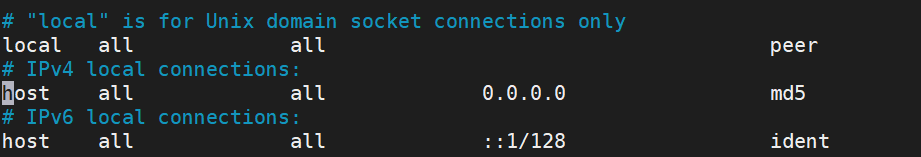 # "local" is for Unix domain socket connections only
local   all             all                                     peer
# IPv4 local connections:
host    all             all             0.0.0.0                 md5
# IPv6 local connections:
host    all             all             ::1/128                 ident